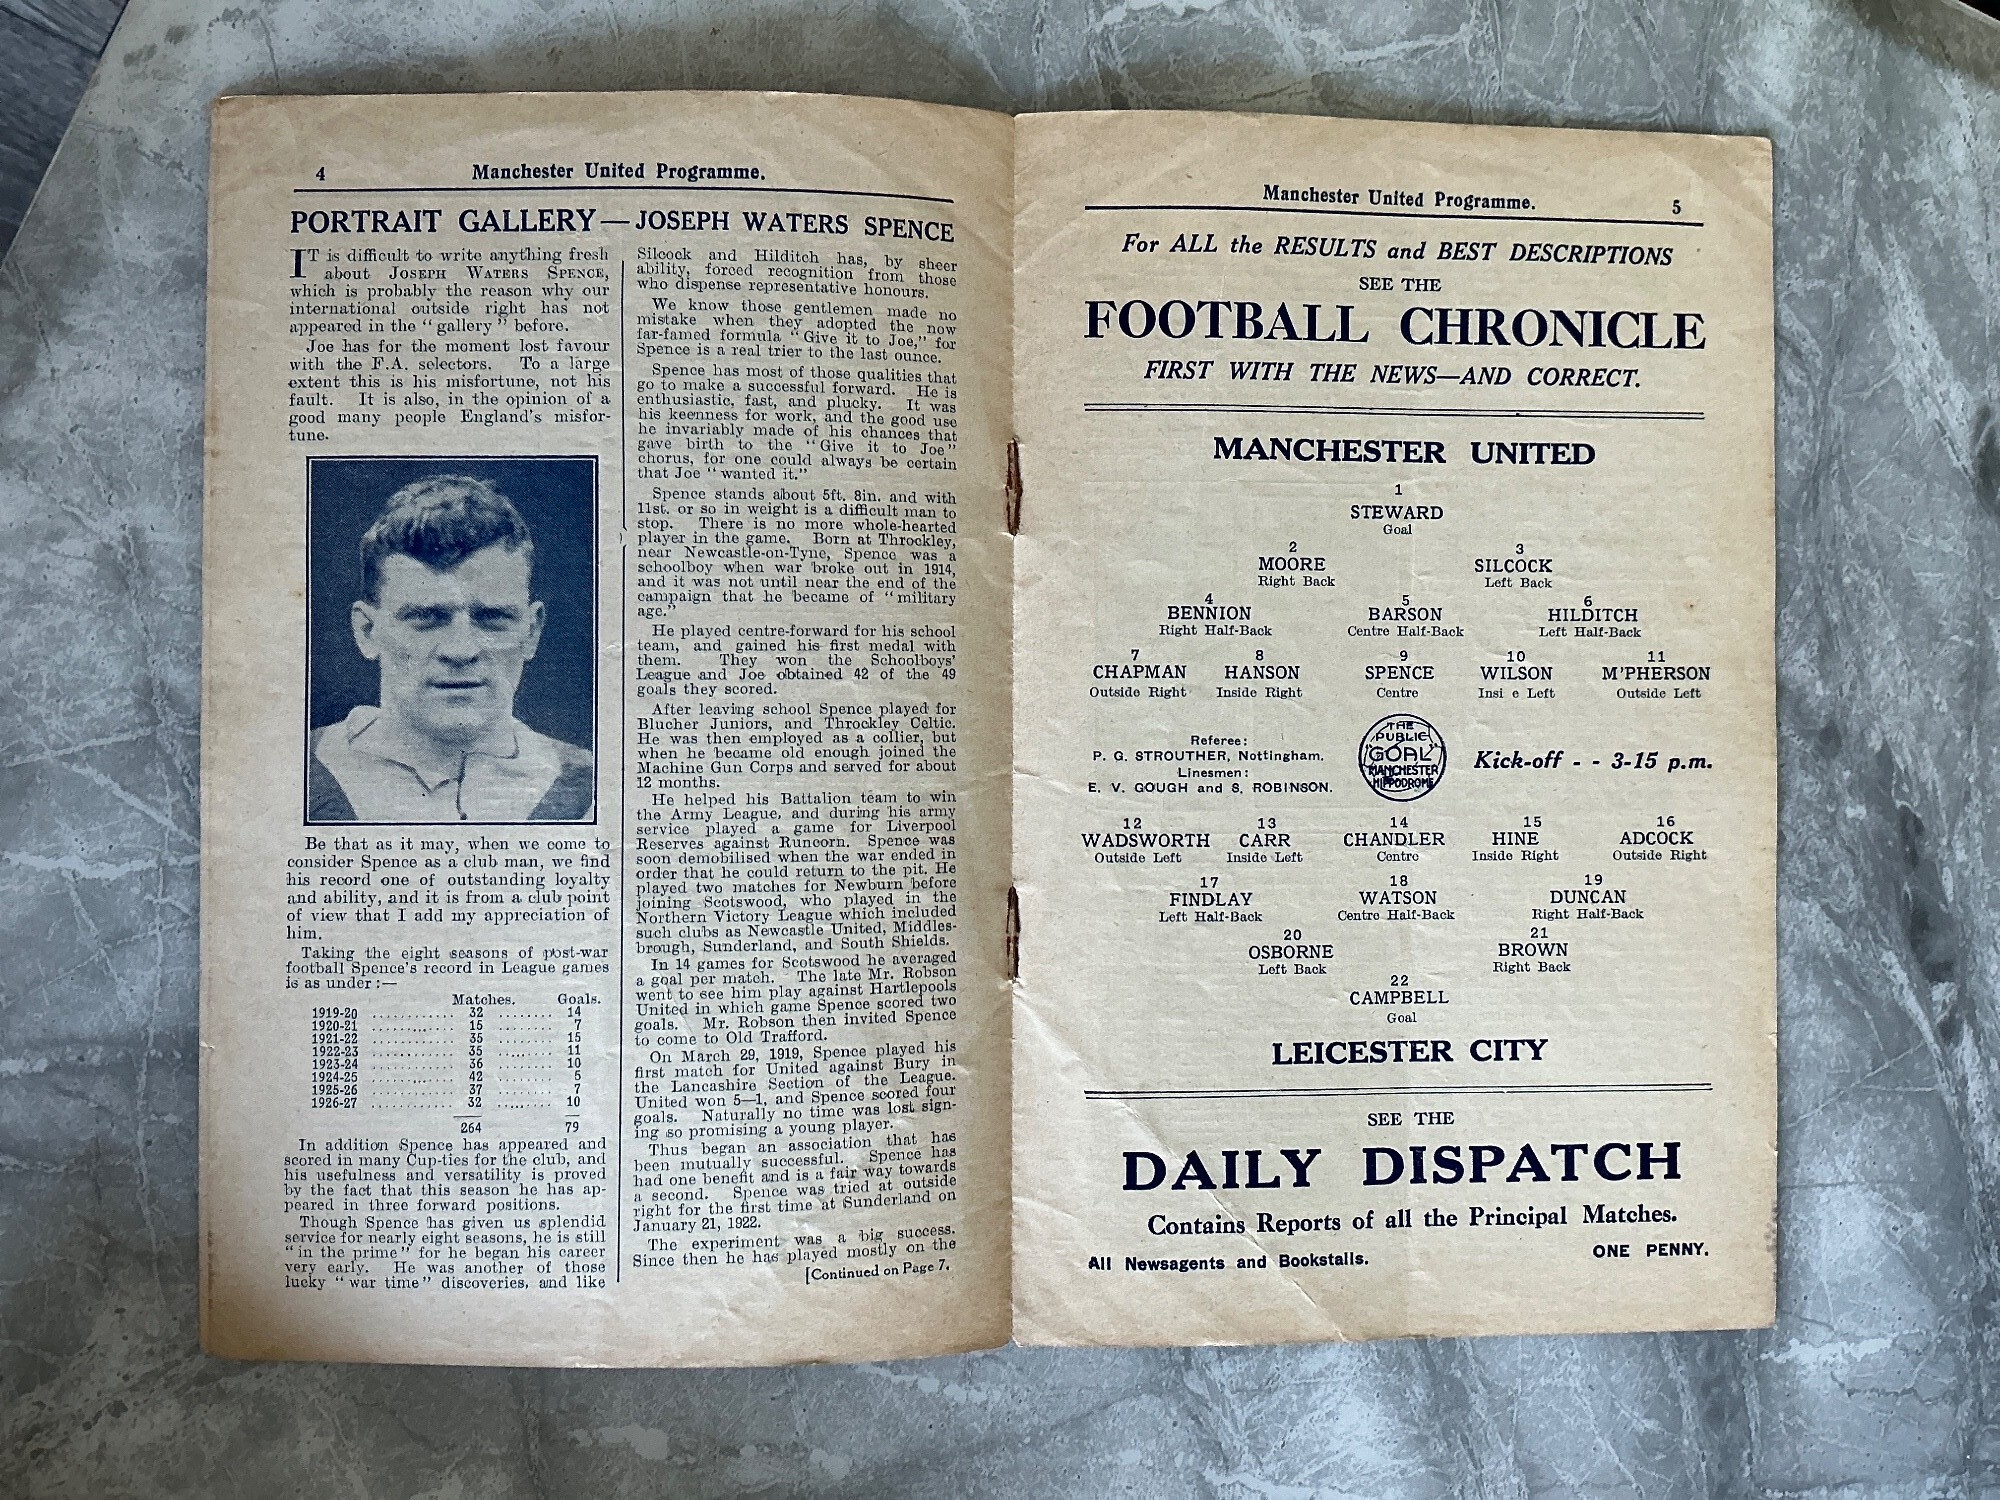 4
Manchester United Programme.
PORTRAIT GALLERY — JOSEPH WATERS SPENCE
IT is difficult to write anything fresh
about JOSEPH WATERS SPENCE,
which is probably the reason why our
international outside right has not
appeared in the "gallery" before.
Joe has for the moment lost favour
with the F.A. selectors. To a large
extent this is his misfortune, not his
fault. It is also, in the opinion of a
good many people England's misfor-
tune.
Be that as it may, when we come to
consider Spence as a club man, we find
his record one of outstanding loyalty
and ability, and it is from a club point
of view that I add my appreciation of
him.
Taking the eight seasons of post-war
football Spence's record in League games
is as under:—
Matches. Goals.
1919-20 ............ 32 ........ 14
1920-21 ............ 15 ........ 7
1921-22 ............ 35 ........ 15
1922-23 ............ 35 ........ 11
1923-24 ............ 36 ........ 10
1924-25 ............ 42 ........ 5
1925-26 ............ 37 ........ 7
1926-27 ............ 32 ........ 10
264 79
In addition Spence has appeared and
scored in many Cup-ties for the club, and
his usefulness and versatility is proved
by the fact that this season he has ap-
peared in three forward positions.
Though Spence has given us splendid
service for nearly eight seasons, he is still
"in the prime" for he began his career
very early. He was another of those
lucky "war time" discoveries, and like
Silcock and Hilditch has, by sheer
ability, forced recognition from those
who dispense representative honours.
We know those gentlemen made no
mistake when they adopted the now
far-famed formula "Give it to Joe," for
Spence is a real trier to the last ounce.
Spence has most of those qualities that
go to make a successful forward. He is
enthusiastic, fast, and plucky. It was
his keenness for work, and the good use
he invariably made of his chances that
gave birth to the "Give it to Joe"
chorus, for one could always be certain
that Joe "wanted it."
Spence stands about 5ft. 8in. and with
11st. or so in weight is a difficult man to
stop. There is no more whole-hearted
player in the game. Born at Throckley,
near Newcastle-on-Tyne, Spence was a
schoolboy when war broke out in 1914,
and it was not until near the end of the
campaign that he became of "military
age."
He played centre-forward for his school
team, and gained his first medal with
them. They won the Schoolboys'
League and Joe obtained 42 of the 49
goals they scored.
After leaving school Spence played for
Blucher Juniors, and Throckley Celtic.
He was then employed as a collier, but
when he became old enough joined the
Machine Gun Corps and served for about
12 months.
He helped his Battalion team to win
the Army League, and during his army
service played a game for Liverpool
Reserves against Runcorn. Spence was
soon demobilised when the war ended in
order that he could return to the pit. He
played two matches for Newburn before
joining Scotswood, who played in the
Northern Victory League which included
such clubs as Newcastle United, Middles-
brough, Sunderland, and South Shields.
In 14 games for Scotswood he averaged
a goal per match. The late Mr. Robson
went to see him play against Hartlepools
United in which game Spence scored two
goals. Mr. Robson then invited Spence
to come to Old Trafford.
On March 29, 1919, Spence played his
first match for United against Bury in
the Lancashire Section of the League.
United won 5—1, and Spence scored four
goals. Naturally no time was lost sign-
ing so promising a young player.
Thus began an association that has
been mutually successful. Spence has
had one benefit and is a fair way towards
a second. Spence was tried at outside
right for the first time at Sunderland on
January 21, 1922.
The experiment was a big success.
Since then he has played mostly on the
[Continued on Page 7.
Manchester United Programme.
5
For ALL the RESULTS and BEST DESCRIPTIONS
SEE THE
FOOTBALL CHRONICLE
FIRST WITH THE NEWS—AND CORRECT.
MANCHESTER UNITED
1
STEWARD
Goal
2 3
MOORE SILCOCK
Right Back Left Back
4 5 6
BENNION BARSON HILDITCH
Right Half-Back Centre Half-Back Left Half-Back
7 8 9 10 11
CHAPMAN HANSON SPENCE WILSON M'PHERSON
Outside Right Inside Right Centre Insi e Left Outside Left
Referee:
P. G. STROUTHER, Nottingham.
Linesmen:
E. V. GOUGH and S. ROBINSON.
THE
PUBLIC
"GOAL"
MANCHESTER
HIPPODROME
Kick-off - - 3-15 p.m.
12 13 14 15 16
WADSWORTH CARR CHANDLER HINE ADCOCK
Outside Left Inside Left Centre Inside Right Outside Right
17 18 19
FINDLAY WATSON DUNCAN
Left Half-Back Centre Half-Back Right Half-Back
20 21
OSBORNE BROWN
Left Back Right Back
22
CAMPBELL
Goal
LEICESTER CITY
SEE THE
DAILY DISPATCH
Contains Reports of all the Principal Matches.
All Newsagents and Bookstalls. ONE PENNY.